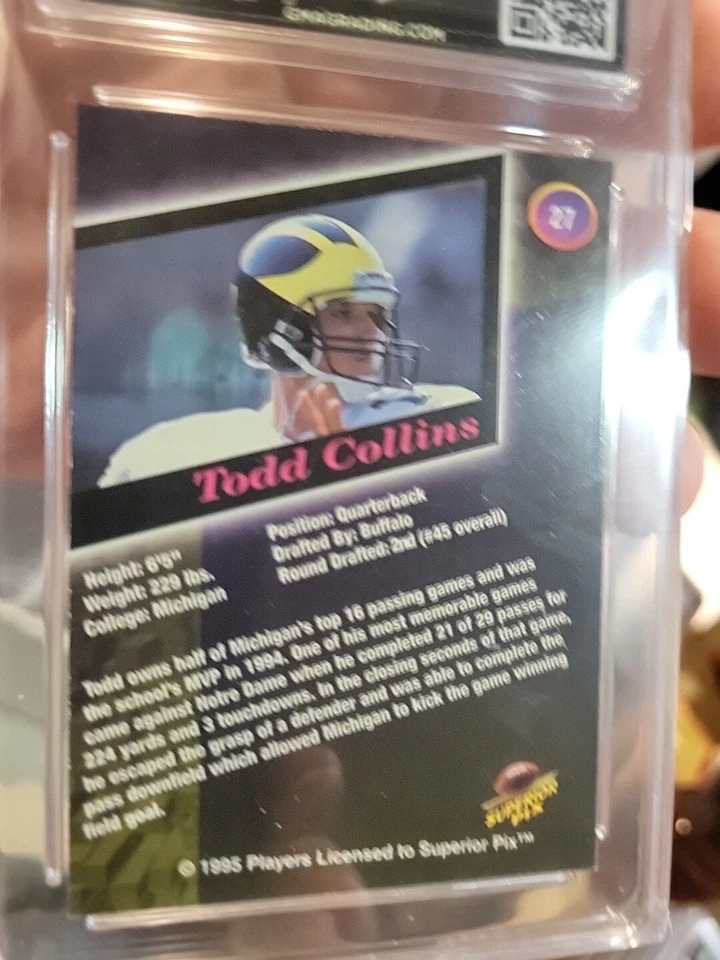 GMAGRADING.COM
27
Todd Collins
Height: 6'5"
Weight: 229 lbs.
College: Michigan
Position: Quarterback
Drafted By: Buffalo
Round Drafted: 2nd (#45 overall)
Todd owns half of Michigan's top 16 passing games and was
the school's MVP in 1994. One of his most memorable games
came against Notre Dame when he completed 21 of 29 passes for
224 yards and 3 touchdowns. In the closing seconds of that game,
he escaped the grasp of a defender and was able to complete the
pass downfield which allowed Michigan to kick the game winning
field goal.
SUPERIOR
PIX
© 1995 Players Licensed to Superior Pix™